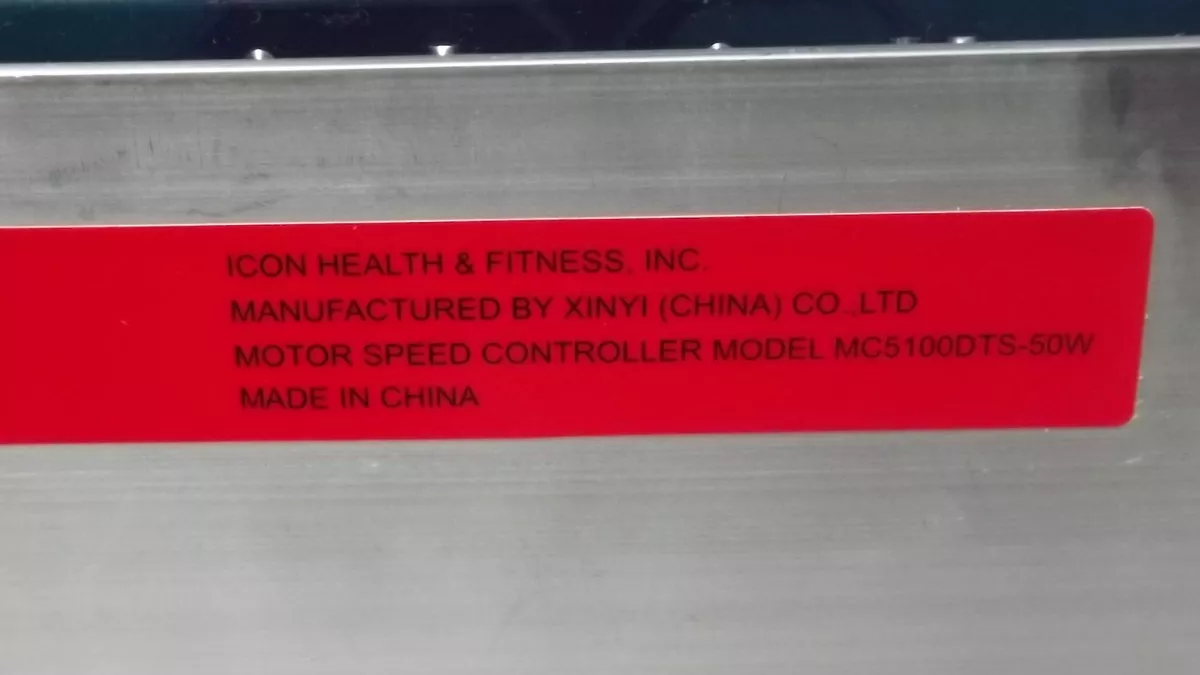 ICON HEALTH & FITNESS, INC.
MANUFACTURED BY XINYI (CHINA) CO.,LTD
MOTOR SPEED CONTROLLER MODEL MC5100DTS-50W
MADE IN CHINA